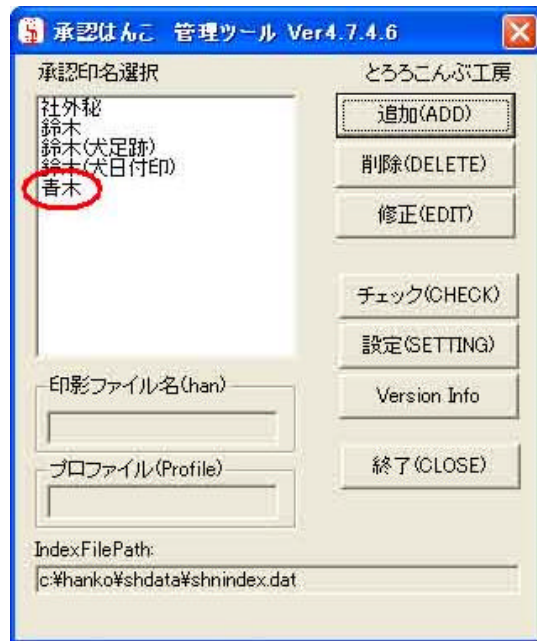 承認はんこ 管理ツール Ver4.7.4.6
承認印名選択
とろろこんぶ工房
社外秘
鈴木
鈴木(犬足跡)
鈴木(犬日付印)
青木
追加(ADD)
削除(DELETE)
修正(EDIT)
チェック(CHECK)
設定(SETTING)
Version Info
終了(CLOSE)
印影ファイル名(han)
プロファイル(Profile)
IndexFilePath:
c:¥hanko¥shdata¥shnindex.dat